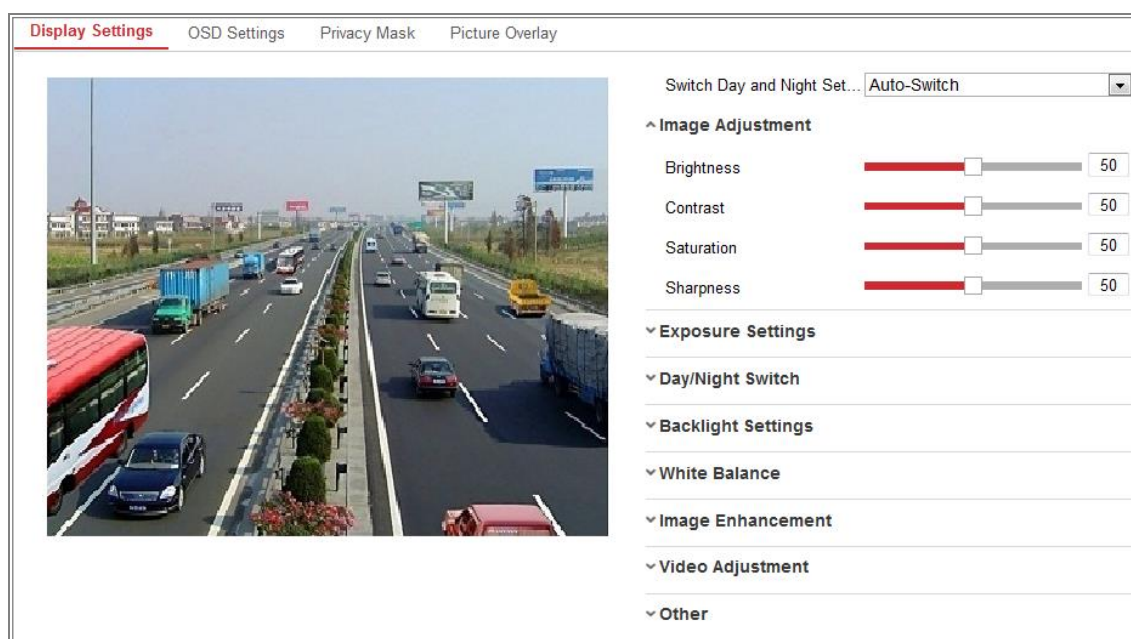 Display Settings OSD Settings Privacy Mask Picture Overlay
Switch Day and Night Set... Auto-Switch
Image Adjustment
Brightness 50
Contrast 50
Saturation 50
Sharpness 50
Exposure Settings
Day/Night Switch
Backlight Settings
White Balance
Image Enhancement
Video Adjustment
Other